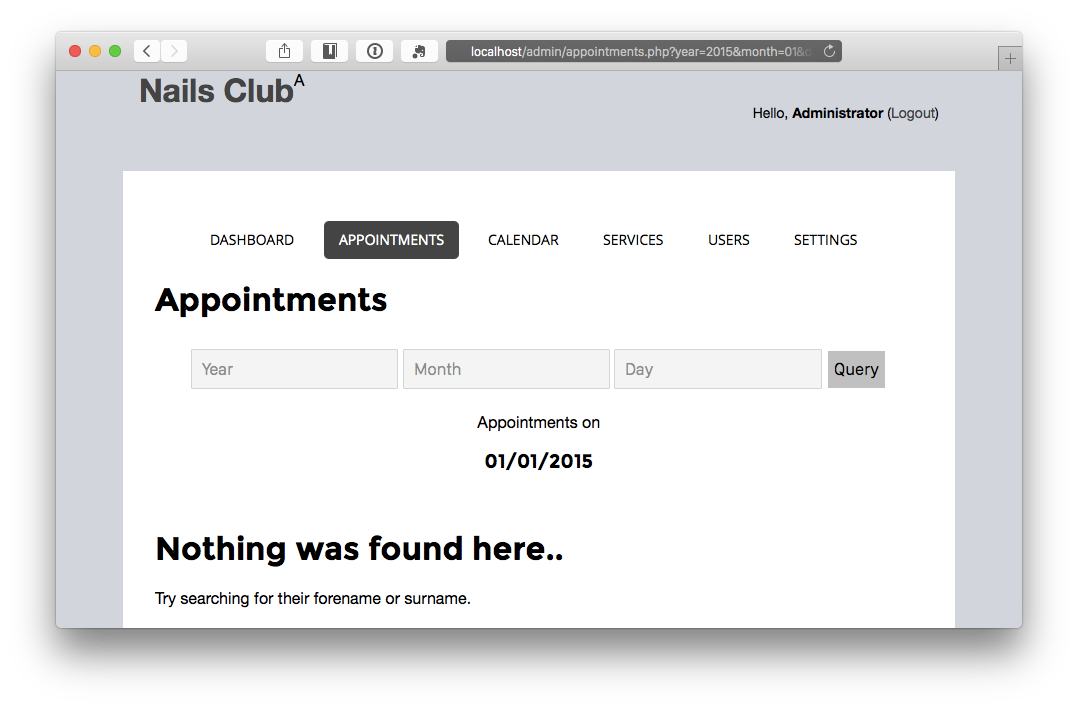 localhost/admin/appointments.php?year=2015&month=01&
Nails Club A
Hello, Administrator (Logout)
DASHBOARD APPOINTMENTS CALENDAR SERVICES USERS SETTINGS
Appointments
Year Month Day Query
Appointments on
01/01/2015
Nothing was found here..
Try searching for their forename or surname.